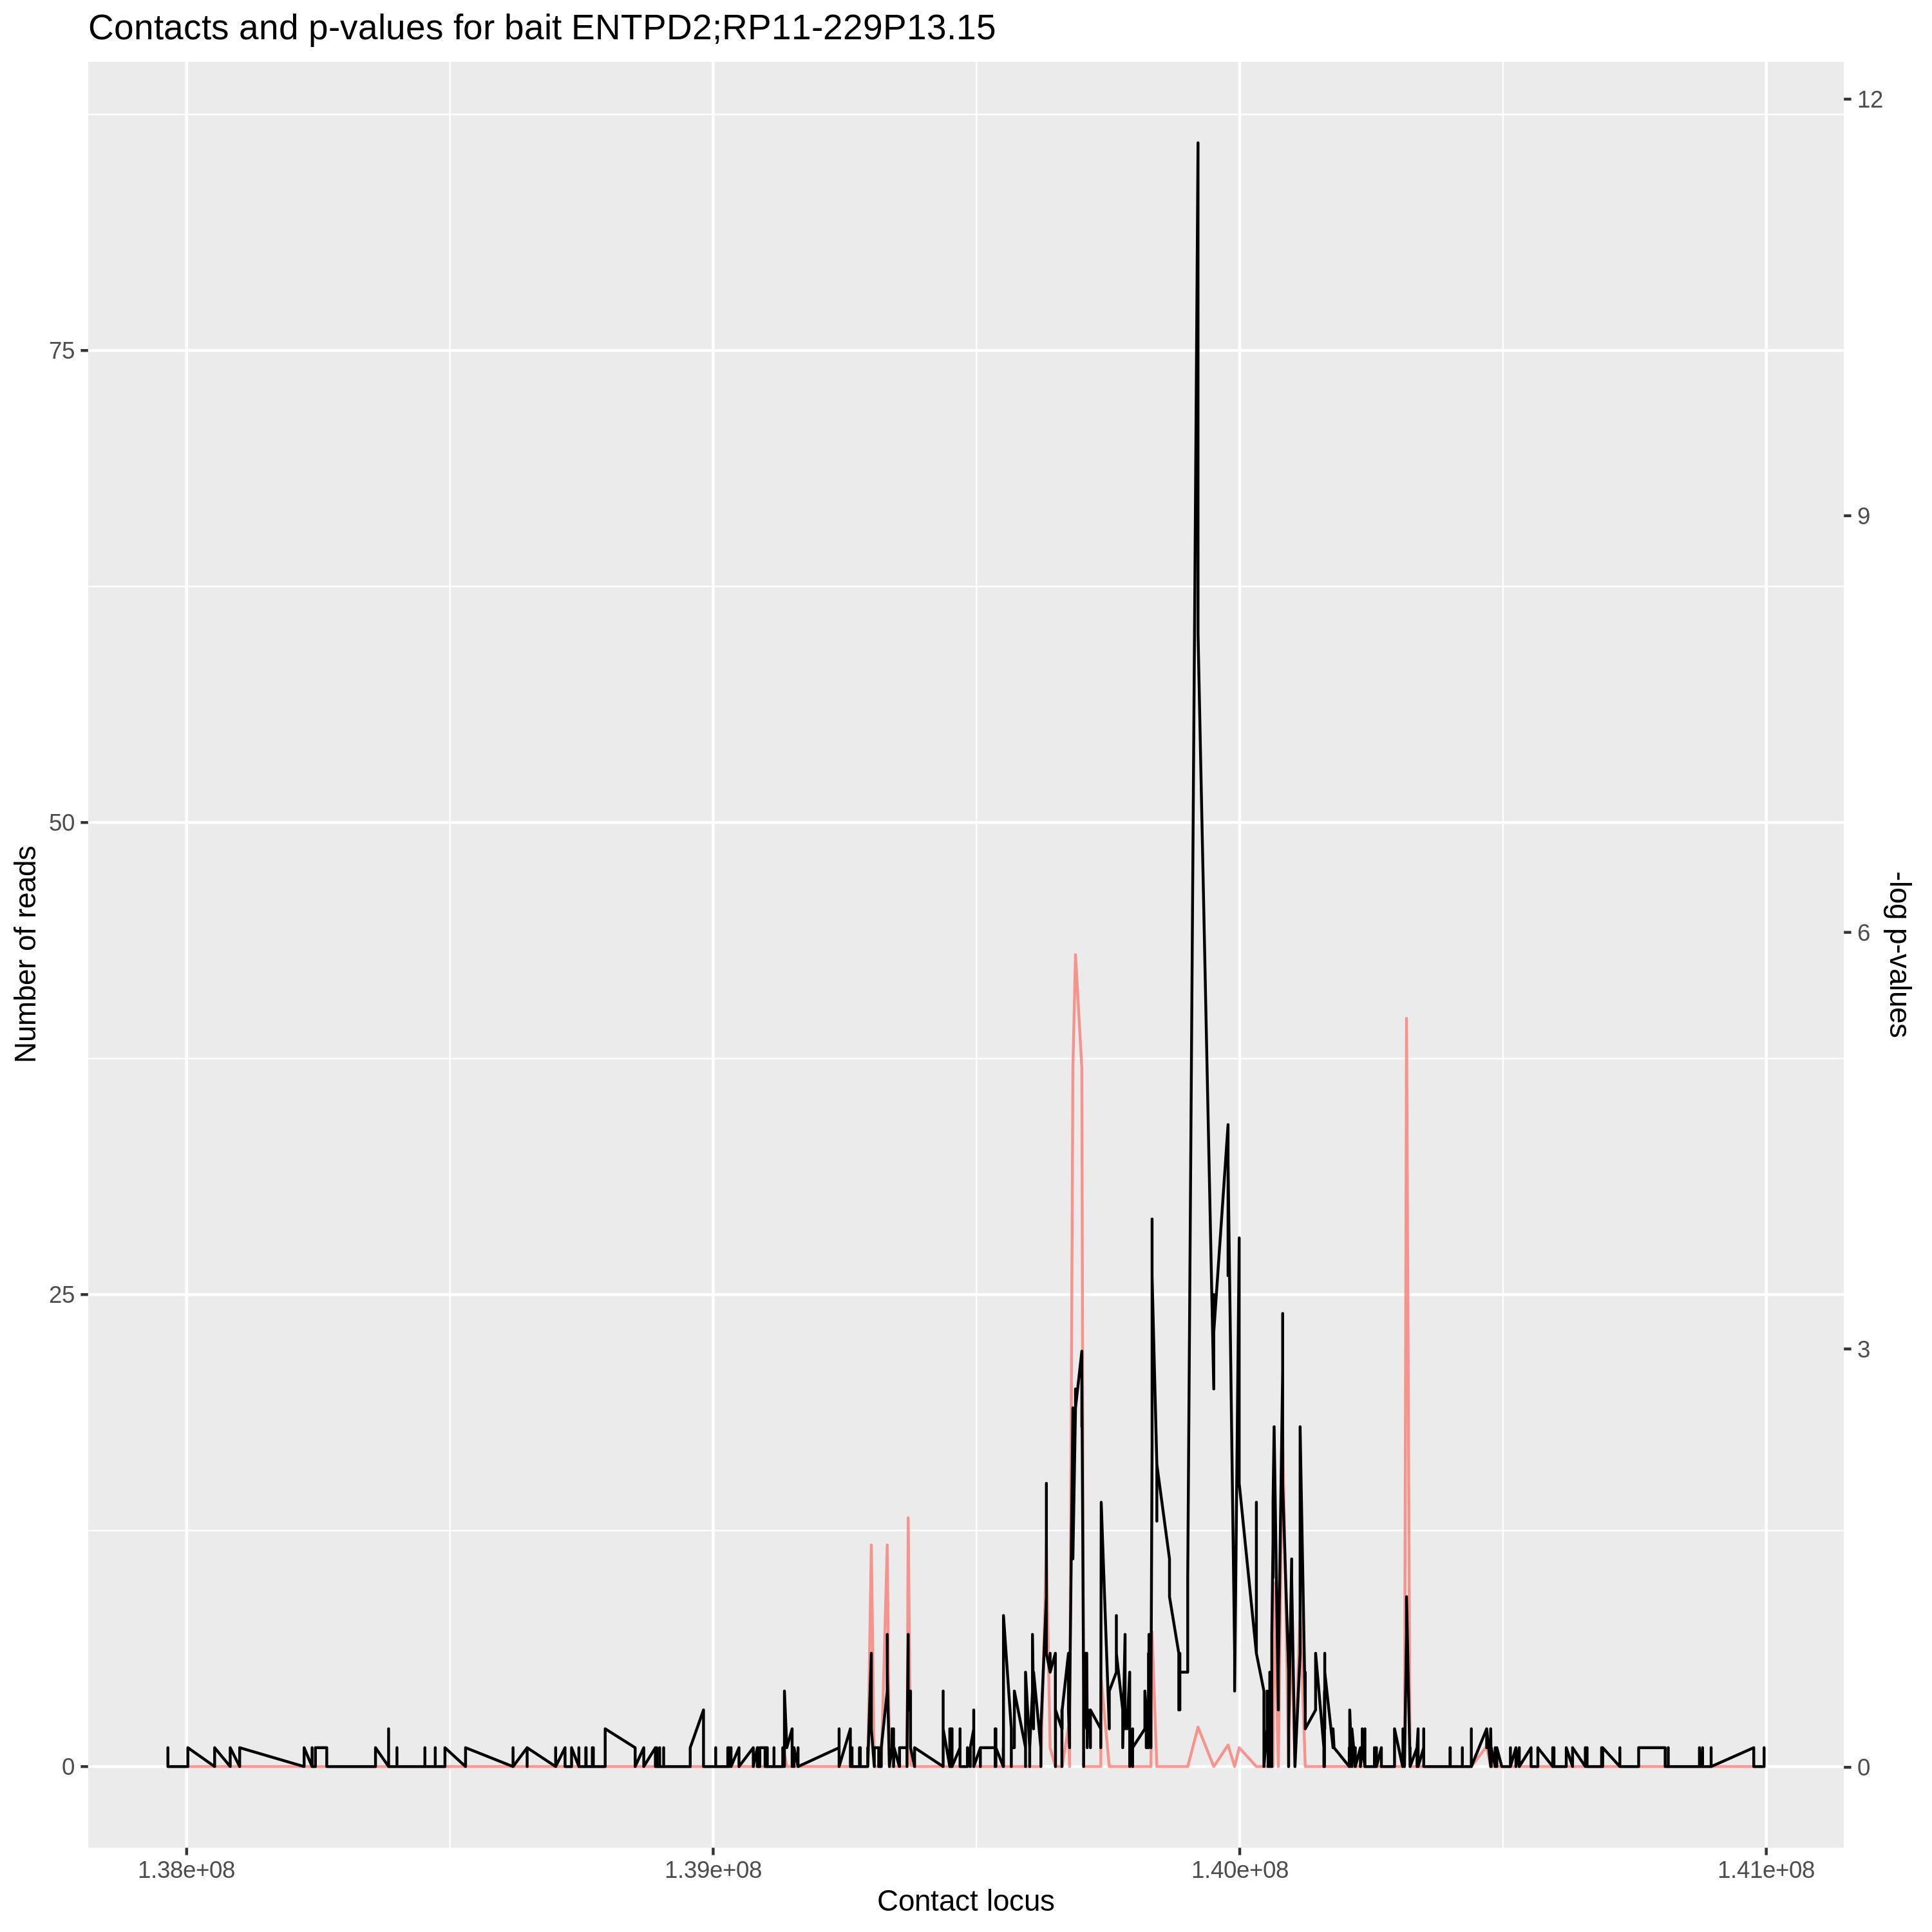 Contacts and p-values for bait ENTPD2;RP11-229P13.15
12
75
9
50
6
25
3
0
0
Number of reads
-log p-values
1.38e+08
1.39e+08
1.40e+08
1.41e+08
Contact locus